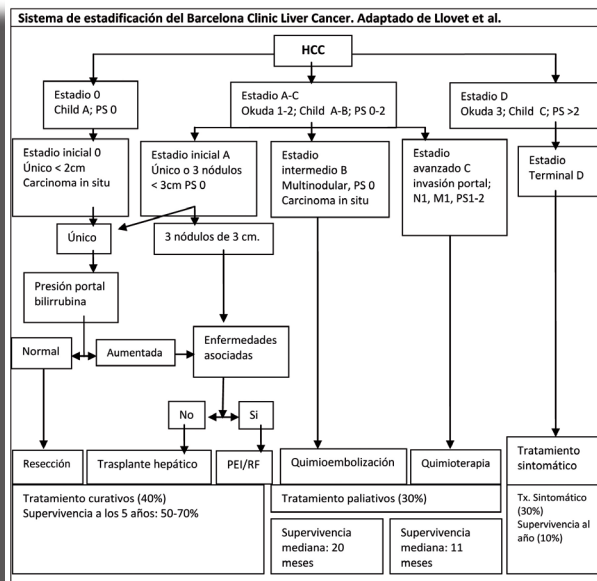 Sistema de estadificación del Barcelona Clinic Liver Cancer. Adaptado de Llovet et al.
HCC
Estadio 0
Child A; PS 0
Estadio A-C
Okuda 1-2; Child A-B; PS 0-2
Estadio D
Okuda 3; Child C; PS >2
Estadio inicial 0
Único < 2cm
Carcinoma in situ
Estadio inicial A
Único o 3 nódulos
< 3cm PS 0
Estadio
intermedio B
Multinodular, PS 0
Carcinoma in situ
Estadio
avanzado C
invasión portal;
N1, M1, PS1-2
Estadio
Terminal D
Único
3 nódulos de 3 cm.
Presión portal
bilirrubina
Normal
Aumentada
Enfermedades
asociadas
No
Si
Resección
Trasplante hepático
PEI/RF
Quimioembolización
Quimioterapia
Tratamiento
sintomático
Tratamiento curativos (40%)
Supervivencia a los 5 años: 50-70%
Tratamiento paliativos (30%)
Tx. Sintomático
(30%)
Supervivencia al
año (10%)
Supervivencia
mediana: 20
meses
Supervivencia
mediana: 11
meses